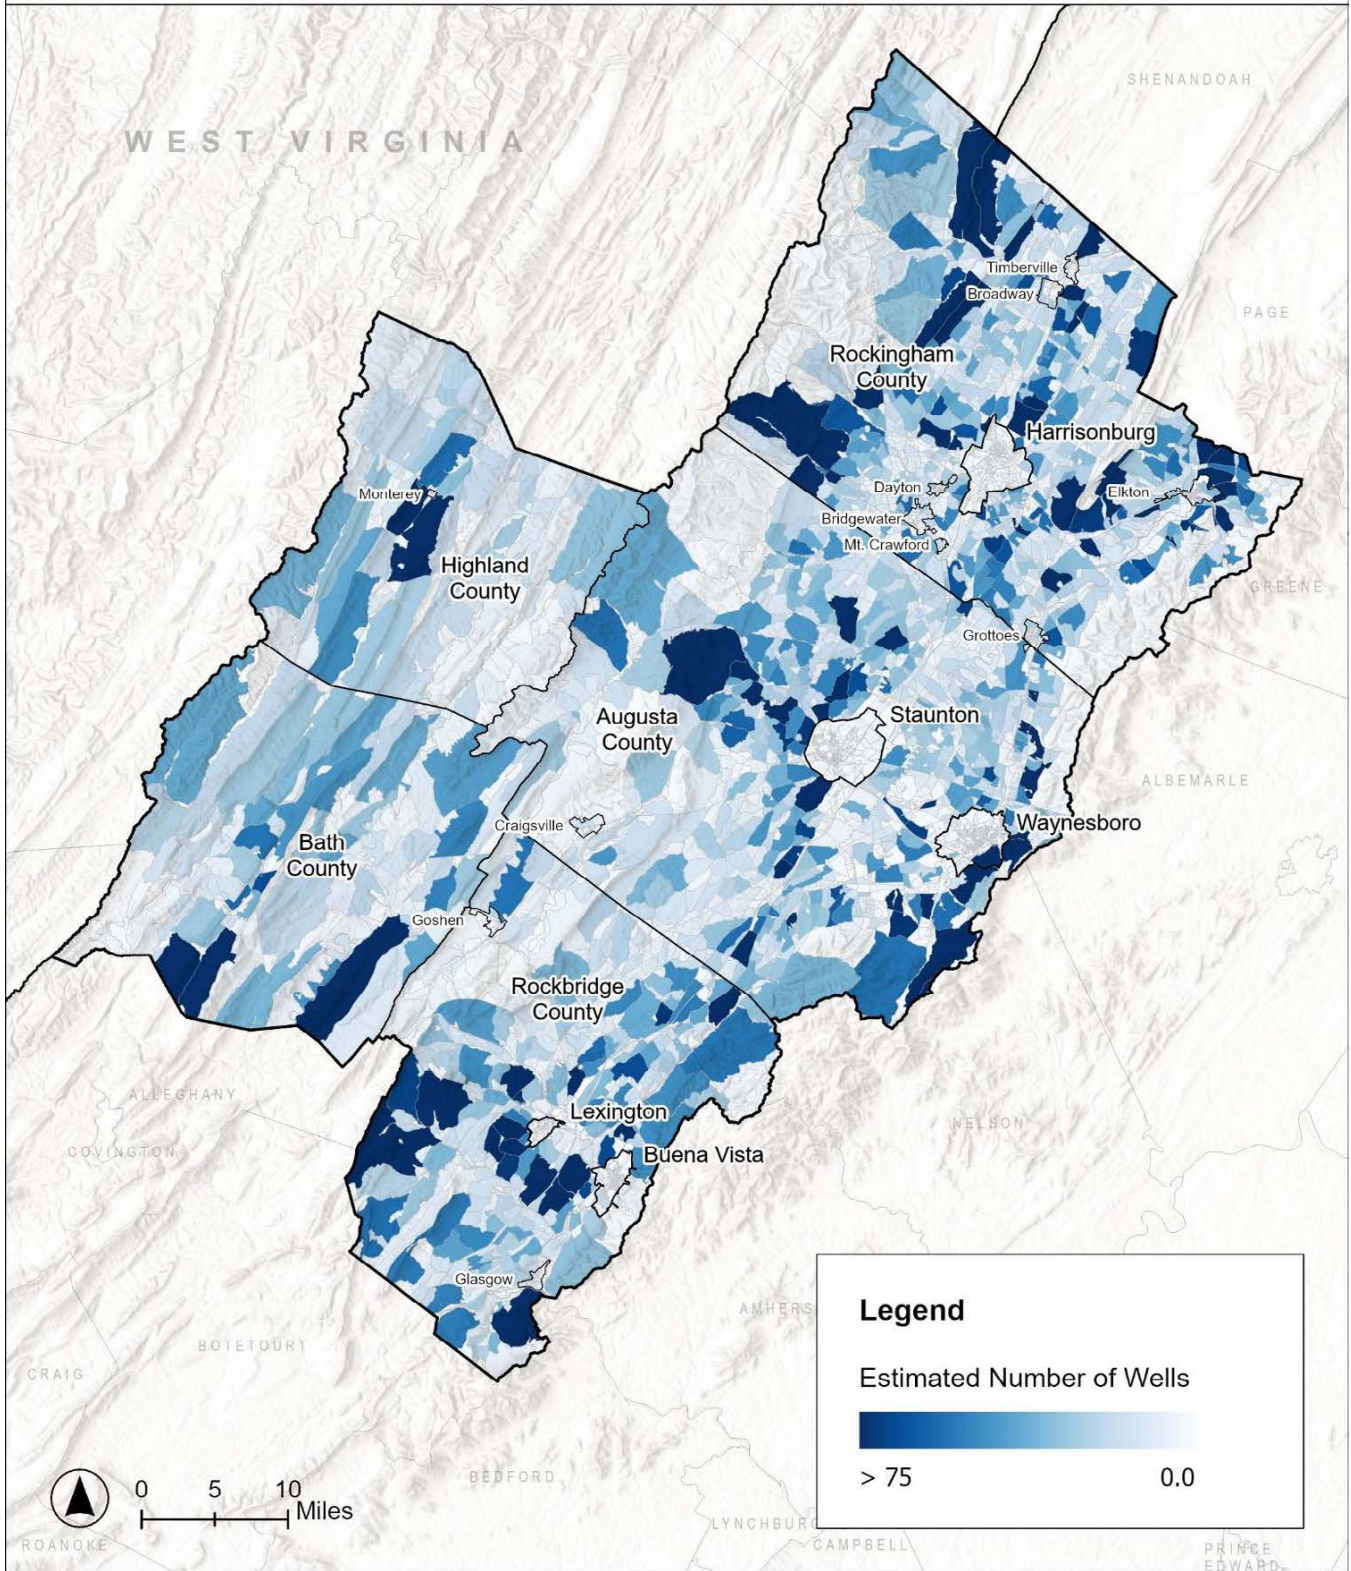 SHENANDOAH
WEST VIRGINIA
Timberville
Broadway
PAGE
Rockingham
County
Harrisonburg
Monterey
Dayton
Elkton
Bridgewater
Mt. Crawford
Highland
County
GREENE
Grottoes
Augusta
County
Staunton
ALBEMARLE
Craigsville
Waynesboro
Bath
County
Goshen
Rockbridge
County
ALLEGHANY
Lexington
NELSON
COVINGTON
Buena Vista
Glasgow
AMHERS
BOTETOURT
CRAIG
Legend
Estimated Number of Wells
> 75 0.0
BEDFORD
0 5 10
Miles
LYNCHBURG
ROANOKE
CAMPBELL
PRINCE
EDWARD